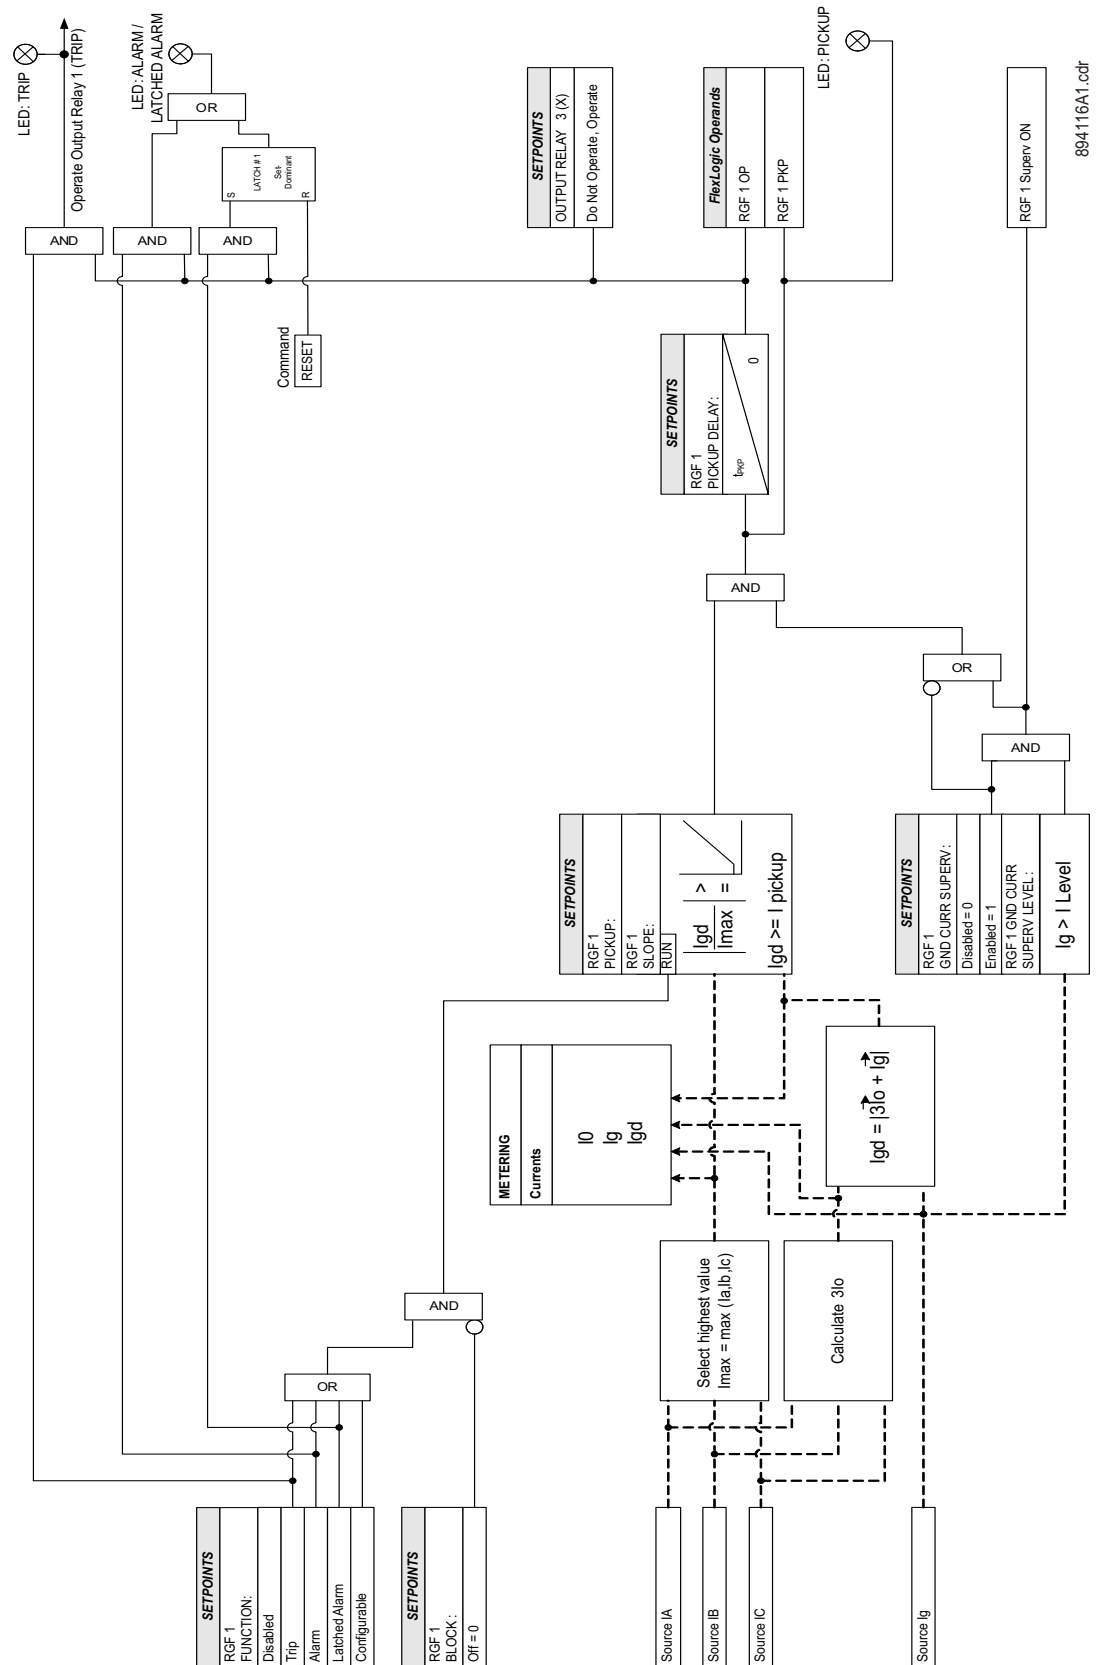 SETPOINTS
RGF 1
FUNCTION:
Disabled
Trip
Alarm
Latched Alarm
Configurable
SETPOINTS
RGF 1
BLOCK :
Off = 0
Source IA
Source IB
Source IC
Source Ig
OR
AND
Select highest value
Imax = max (Ia,Ib,Ic)
Calculate 3Io
METERING
Currents
I0
Ig
Igd
Igd = |3Io + Ig|
SETPOINTS
RGF 1
PICKUP:
RGF 1
SLOPE:
RUN
Igd
Imax
>
=
Igd >= I pickup
SETPOINTS
RGF 1
GND CURR SUPERV :
Disabled = 0
Enabled = 1
RGF 1 GND CURR
SUPERV LEVEL :
Ig > I Level
AND
OR
AND
SETPOINTS
RGF 1
PICKUP DELAY:
tPKP
0
Command
RESET
AND
AND
AND
S
LATCH #1
Set-
Dominant
R
OR
LED: TRIP
Operate Output Relay 1 (TRIP)
LED: ALARM /
LATCHED ALARM
SETPOINTS
OUTPUT RELAY 3 (X)
Do Not Operate, Operate
FlexLogic Operands
RGF 1 OP
RGF 1 PKP
LED: PICKUP
RGF 1 Superv ON
894116A1.cdr